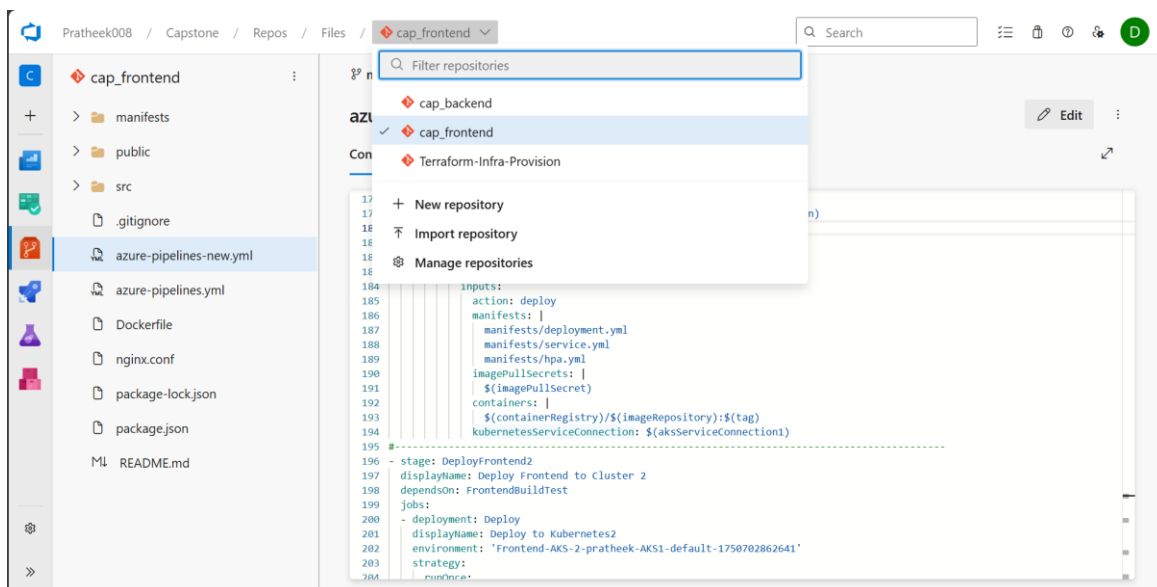 Pratheek008 / Capstone / Repos / Files / cap_frontend
Search
D
C
cap_frontend
manifests
public
src
.gitignore
azure-pipelines-new.yml
azure-pipelines.yml
Dockerfile
nginx.conf
package-lock.json
package.json
README.md
Filter repositories
cap_backend
cap_frontend
Terraform-Infra-Provision
New repository
Import repository
Manage repositories
Edit
n)
184 inputs:
185 action: deploy
186 manifests: |
187 manifests/deployment.yml
188 manifests/service.yml
189 manifests/hpa.yml
190 imagePullSecrets: |
191 $(imagePullSecret)
192 containers: |
193 $(containerRegistry)/$(imageRepository):$(tag)
194 kubernetesServiceConnection: $(aksServiceConnection1)
195 #-----------------------------------------------------------------------------------------
196 - stage: DeployFrontend2
197 displayName: Deploy Frontend to Cluster 2
198 dependsOn: FrontendBuildTest
199 jobs:
200 - deployment: Deploy
201 displayName: Deploy to Kubernetes2
202 environment: 'Frontend-AKS-2-pratheek-AKS1-default-1750702862641'
203 strategy:
204 runOnce: